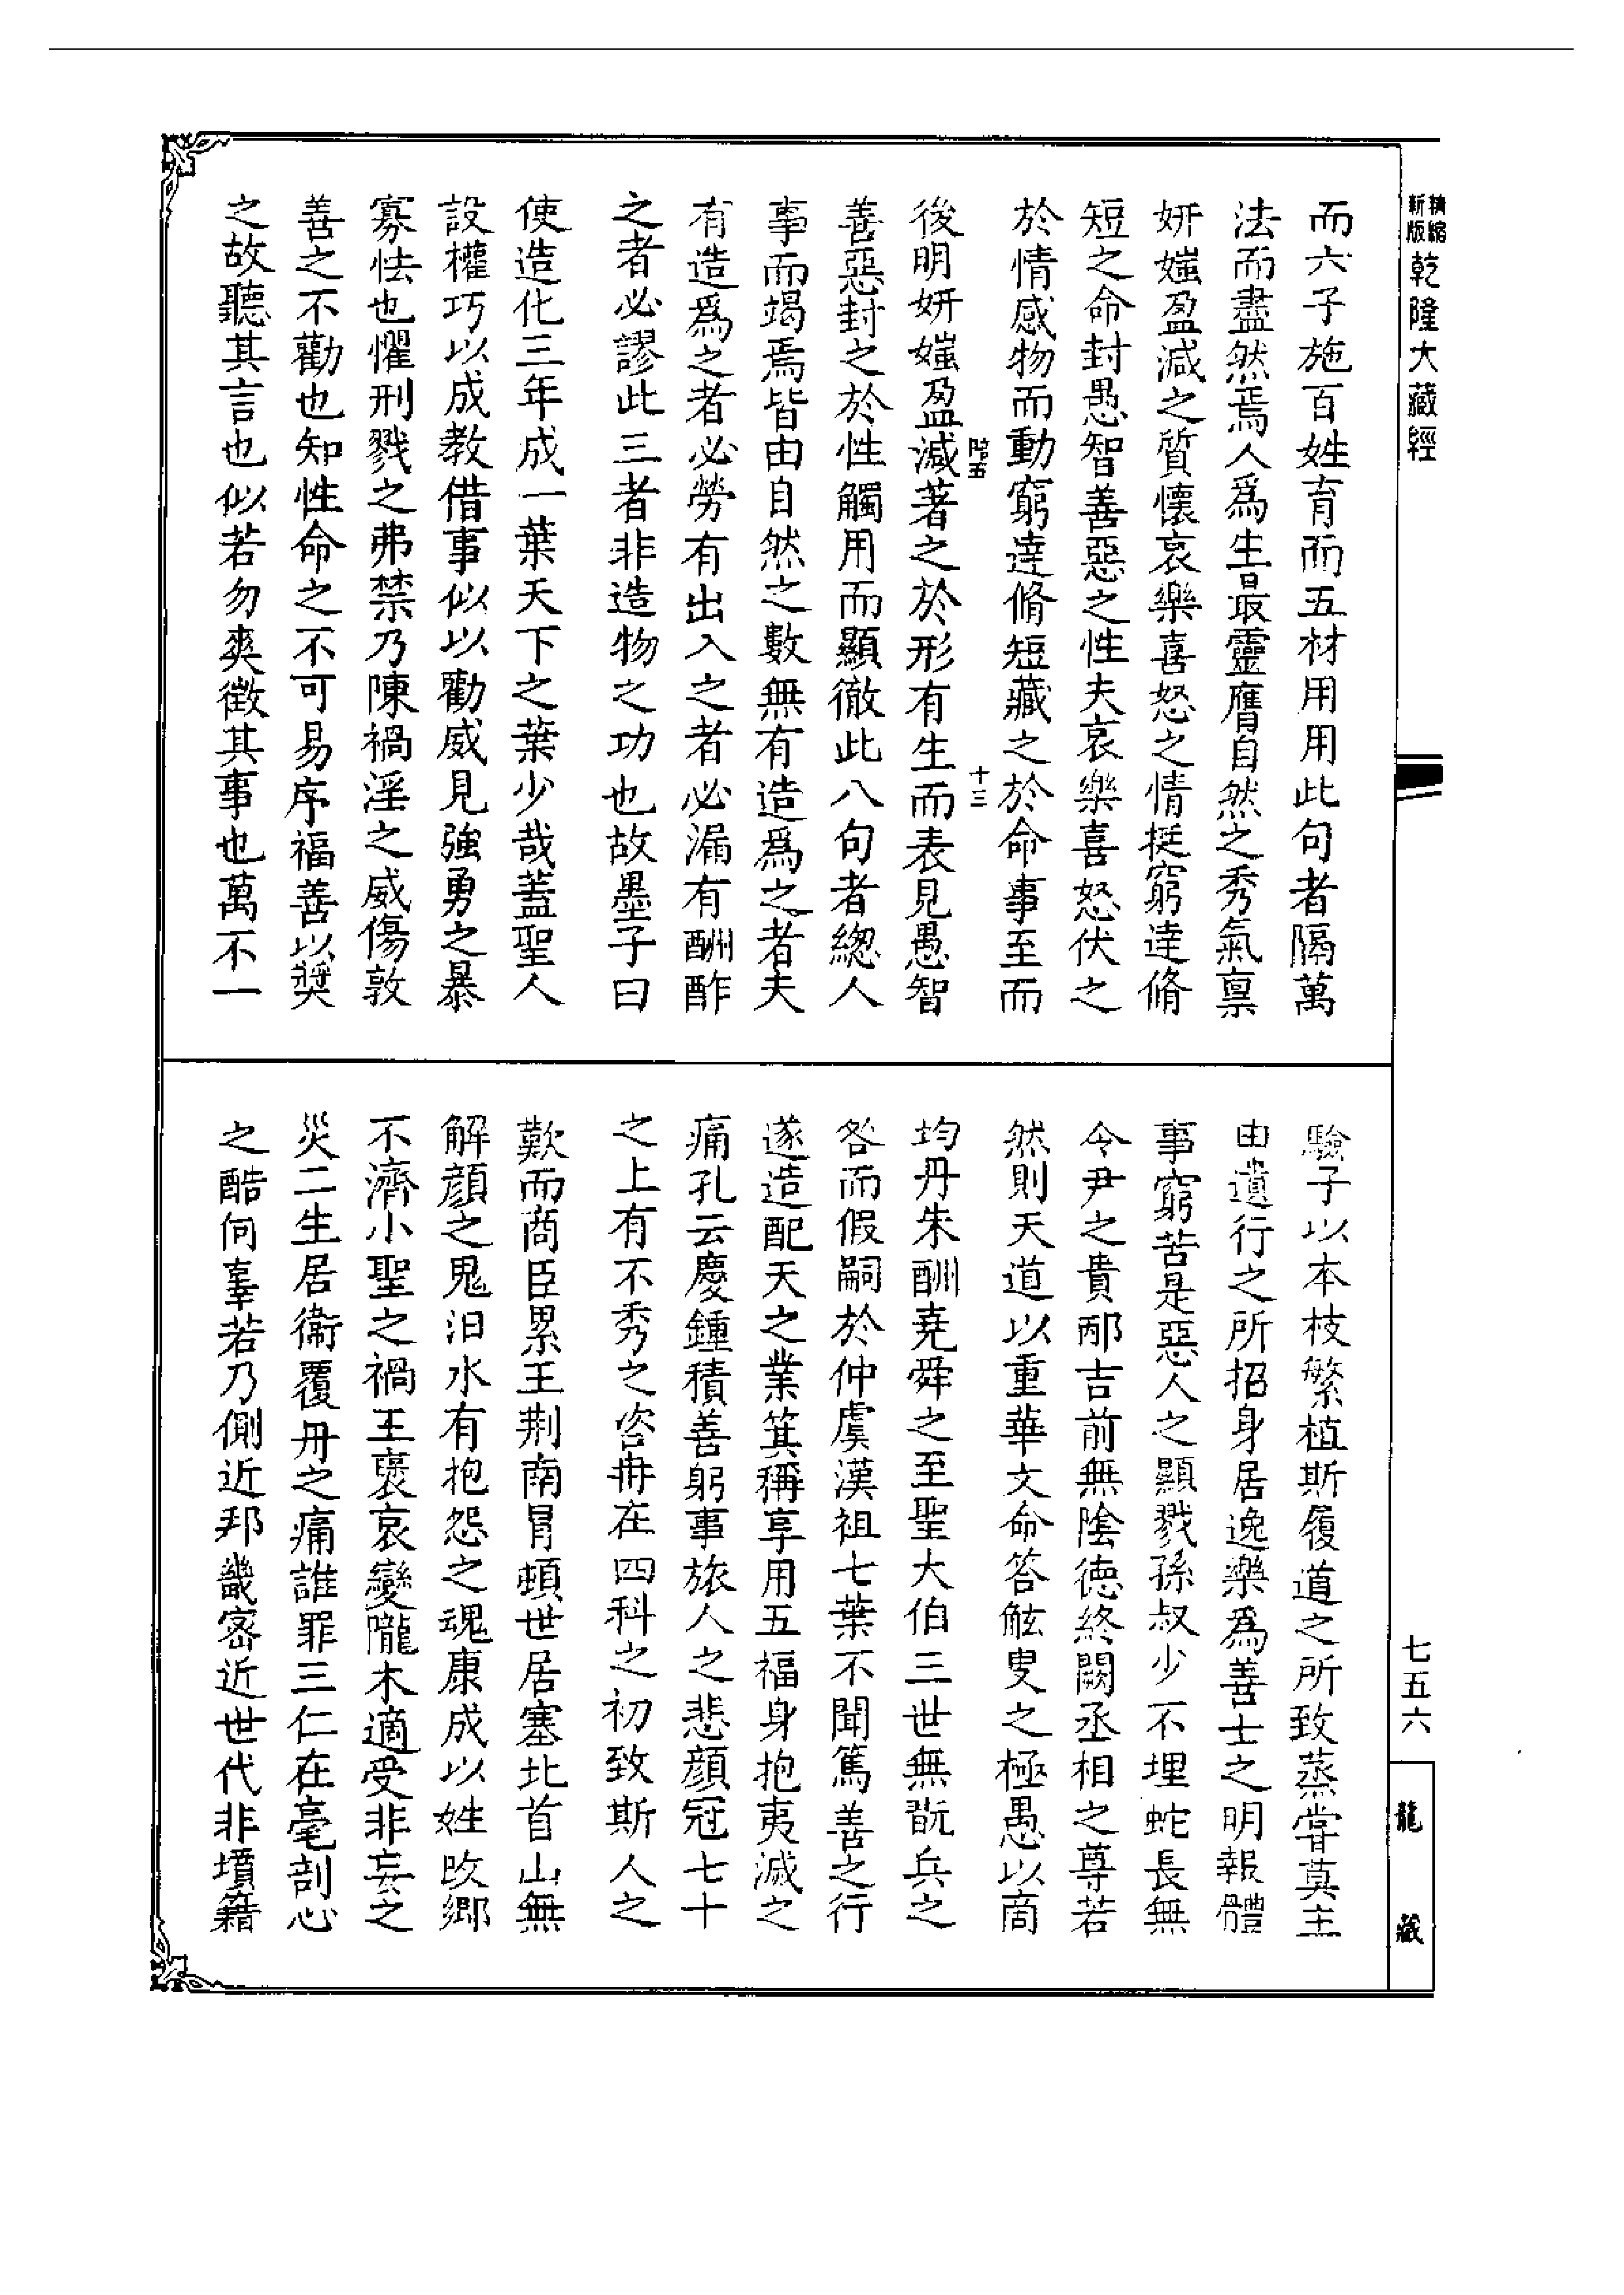 精縮新版乾隆大藏經
而六子施百姓育而五材用用此句者隔萬
法而盡然焉人為生最靈膺自然之秀氣禀
妍媸盈減之質懷哀樂喜怒之情挺窮達脩
短之命封愚智善惡之性夫哀樂喜怒伏之
於情感物而動窮達脩短藏之於命事至而
十三
後明妍媸盈減著之於形有生而表見愚智
善惡封之於性觸用而顯徹此八句者總人
事而竭焉皆由自然之數無有造為之者夫
有造為之者必勞有出入之者必漏有酬酢
之者必謬此三者非造物之功也故墨子曰
使造化三年成一葉天下之葉少哉蓋聖人
設權巧以成教借事似以勸威見強勇之暴
寡怯也懼刑戮之弗禁乃陳禍淫之威傷敦
善之不勸也知性命之不可易序福善以奬
之故聽其言也似若勿爽徵其事也萬不一
驗子以本枝繁植斯履道之所致蒸甞莫主
由遺行之所招身居逸樂為善士之明報體
事窮苦是惡人之顯戮孫叔少不埋蛇長無
令尹之貴邴吉前無陰德終闕丞相之尊若
然則天道以重華文命答觩叟之極愚以商
均丹朱酬堯舜之至聖大伯三世無翫兵之
咎而假嗣於仲虞漢祖七葉不聞篤善之行
遂造配天之業箕稱享用五福身抱夷滅之
痛孔云慶鍾積善躬事旅人之悲顏冠七十
之上有不秀之咨冉在四科之初致斯人之
歎而商臣累王荆南冒頓世居塞北首山無
解顏之鬼汨水有抱怨之魂康成以姓改鄉
不濟小聖之禍王裒哀變隴木適受非妄之
災二生居衞覆舟之痛誰罪三仁在亳剖心
之酷何辜若乃側近邦畿密近世代非墳籍
七五六
龍藏